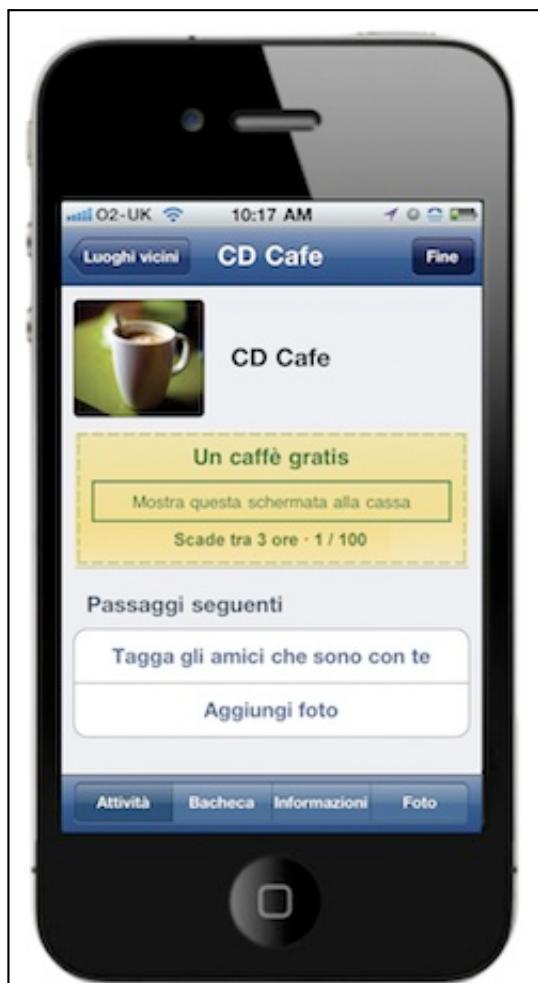 O2-UK 10:17 AM
Luoghi vicini CD Cafe Fine
CD Cafe
Un caffè gratis
Mostra questa schermata alla cassa
Scade tra 3 ore · 1 / 100
Passaggi seguenti
Tagga gli amici che sono con te
Aggiungi foto
Attività Bacheca Informazioni Foto